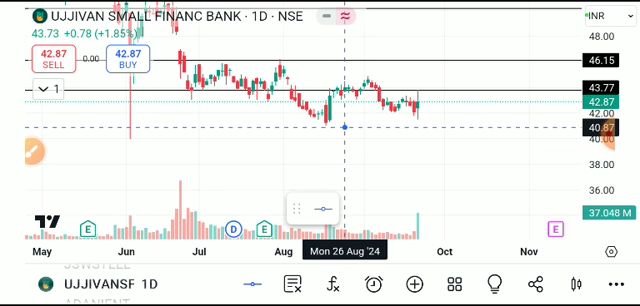 UJJIVAN SMALL FINANC BANK · 1D · NSE
INR
43.73 +0.78 (+1.85%)
48.00
42.87
SELL
0.00
42.87
BUY
46.15
1
43.77
42.87
42.00
40.87
40.00
38.00
36.00
37.048 M
E
D
E
E
May
Jun
Jul
Aug
Mon 26 Aug '24
Oct
Nov
JSWSTEEL
UJJIVANSF 1D
ADANIENT